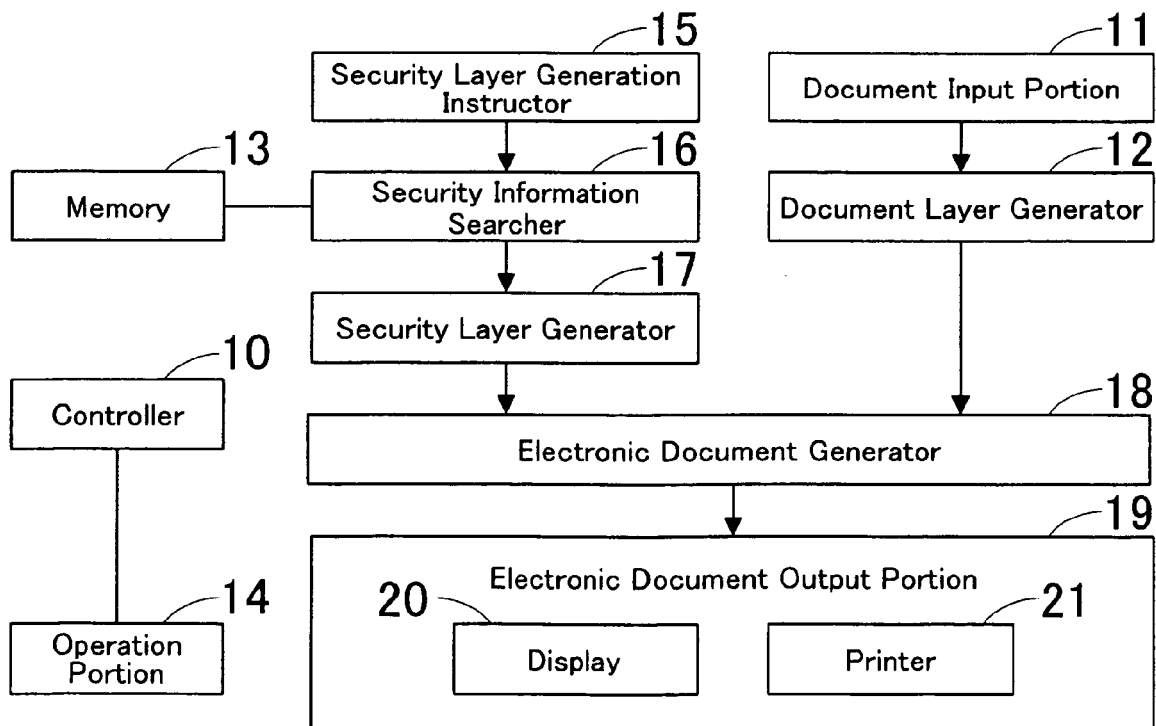 15
Security Layer Generation
Instructor
11
Document Input Portion
13
Memory
16
Security Information
Searcher
12
Document Layer Generator
17
Security Layer Generator
10
Controller
18
Electronic Document Generator
19
Electronic Document Output Portion
14
Operation
Portion
20
Display
21
Printer